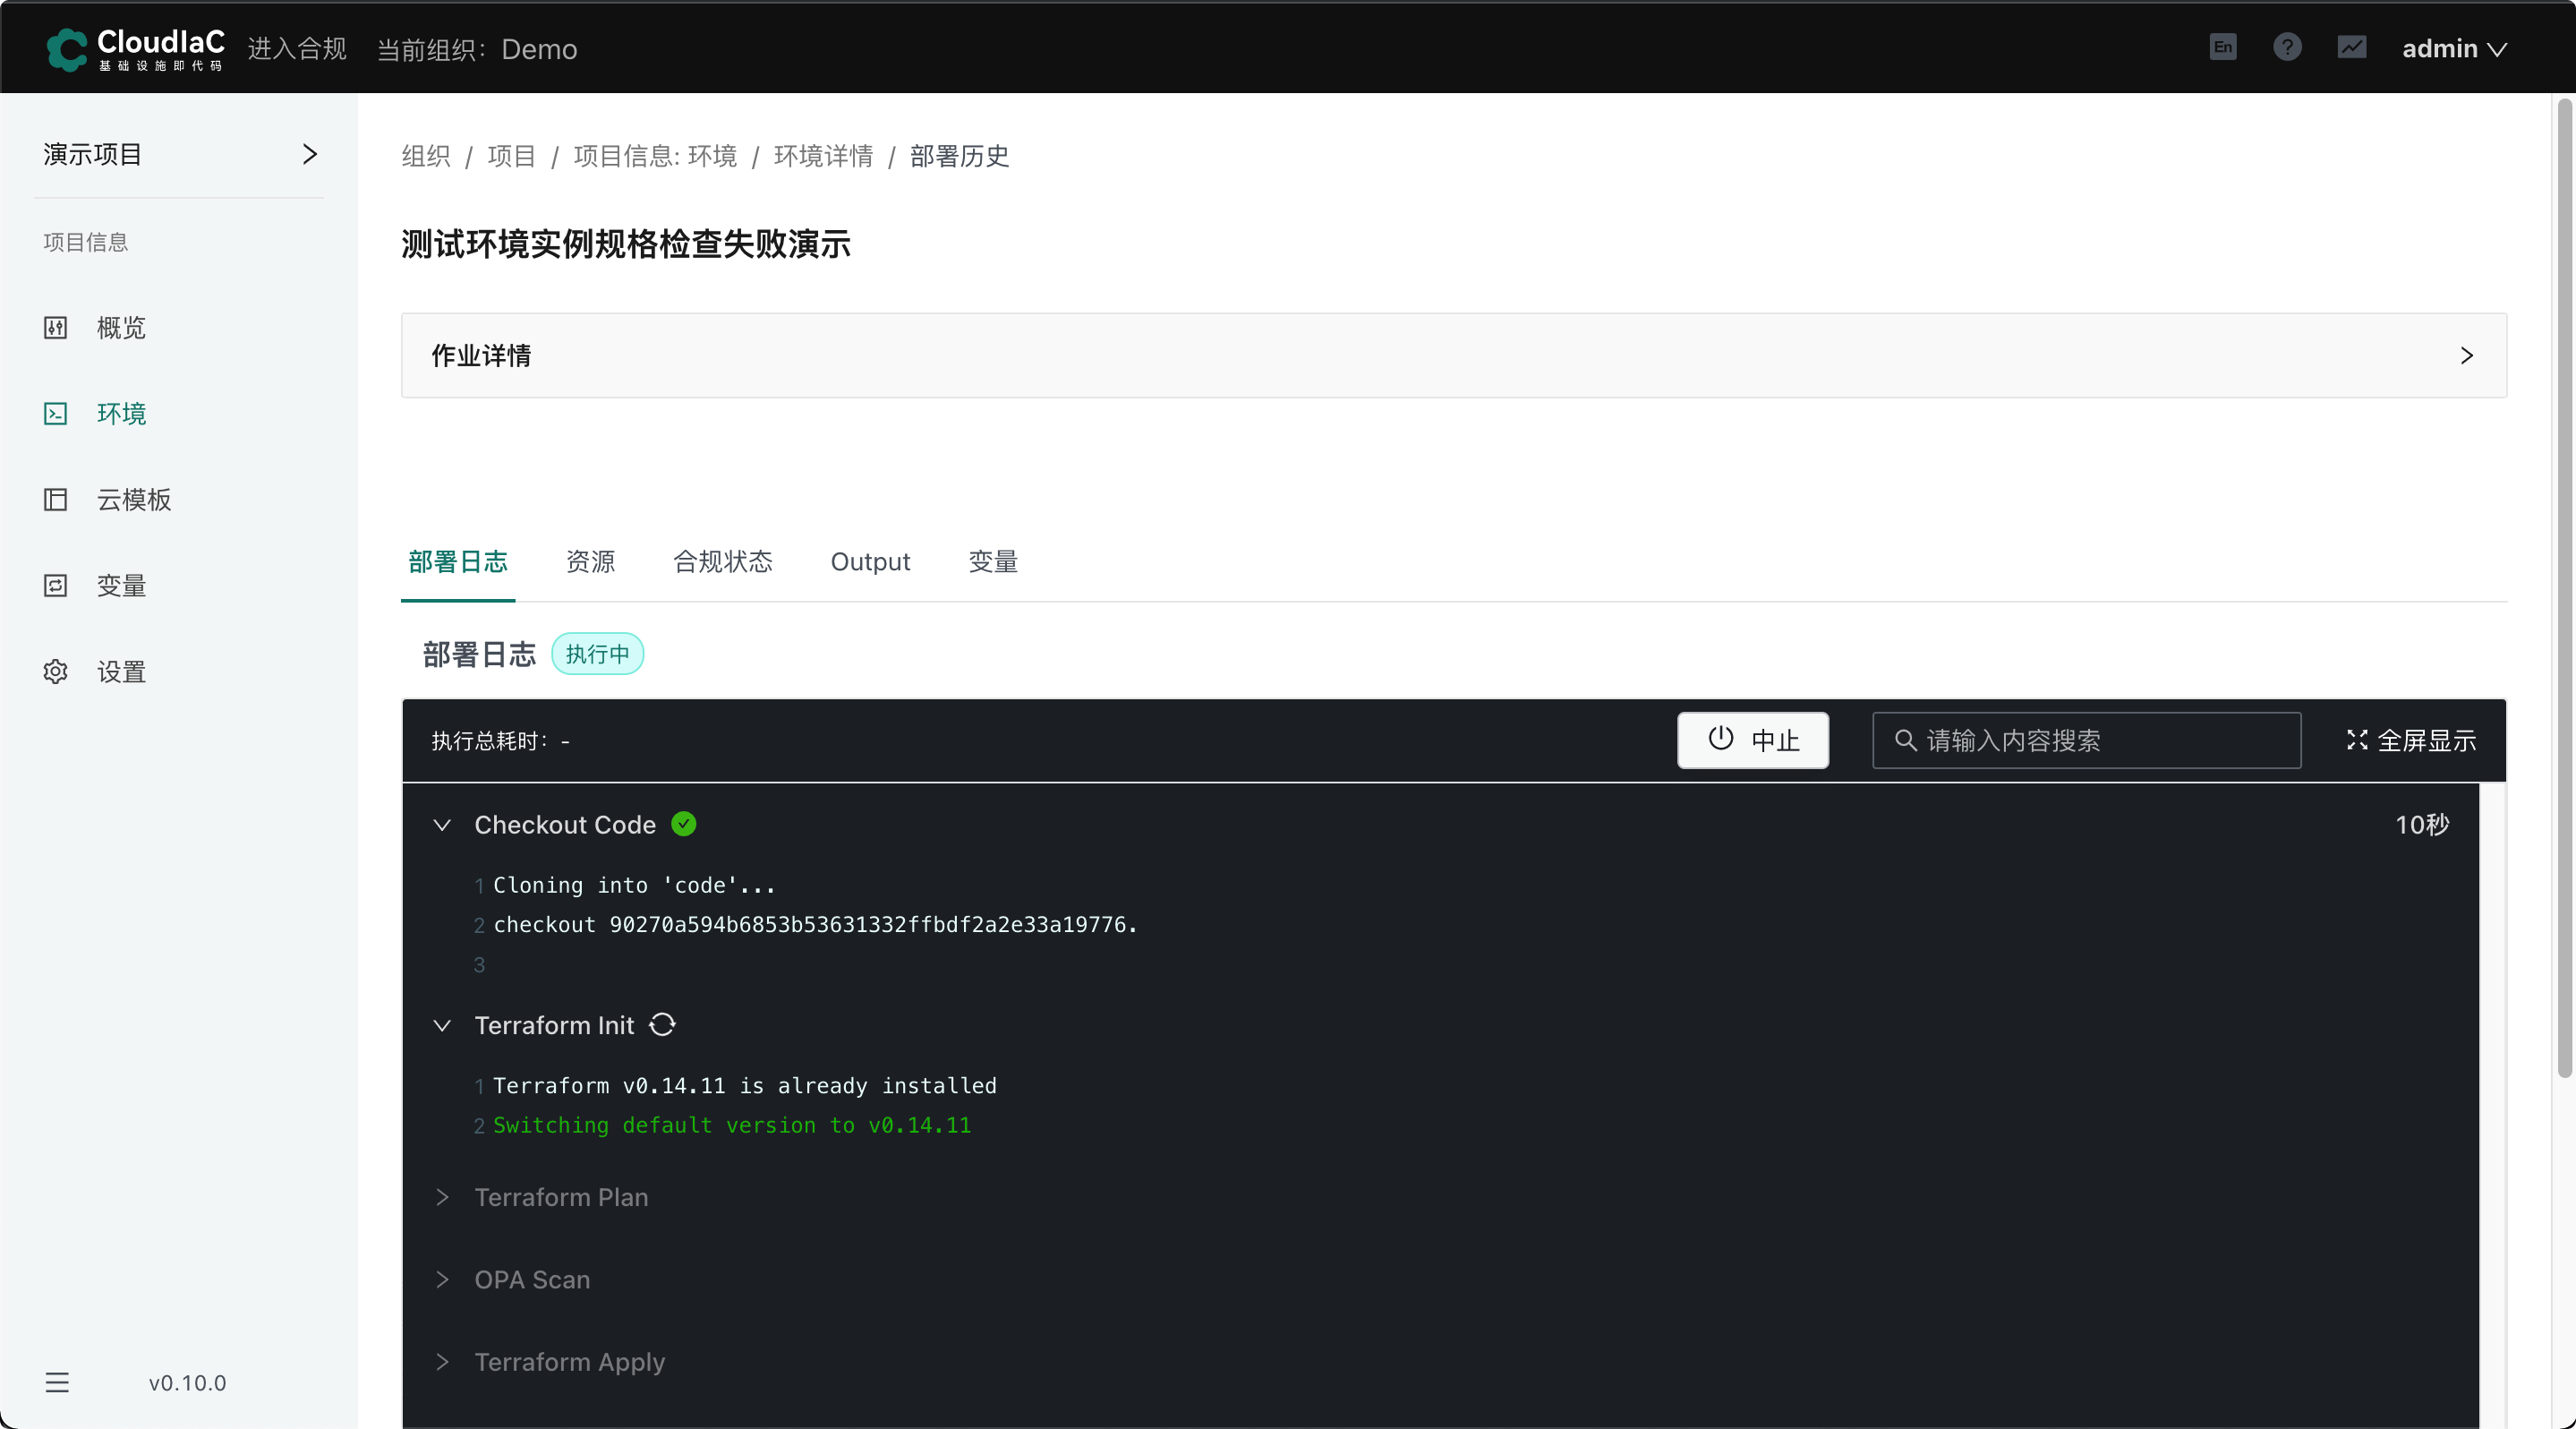 CloudIaC
基础设施即代码
进入合规
当前组织：Demo
En
?
admin
演示项目
项目信息
概览
环境
云模板
变量
设置
v0.10.0
组织 / 项目 / 项目信息: 环境 / 环境详情 / 部署历史
测试环境实例规格检查失败演示
作业详情
部署日志 资源 合规状态 Output 变量
部署日志 执行中
执行总耗时：-
中止
请输入内容搜索
全屏显示
Checkout Code 10秒
1 Cloning into 'code'...
2 checkout 90270a594b6853b53631332ffbdf2a2e33a19776.
3
Terraform Init
1 Terraform v0.14.11 is already installed
2 Switching default version to v0.14.11
Terraform Plan
OPA Scan
Terraform Apply